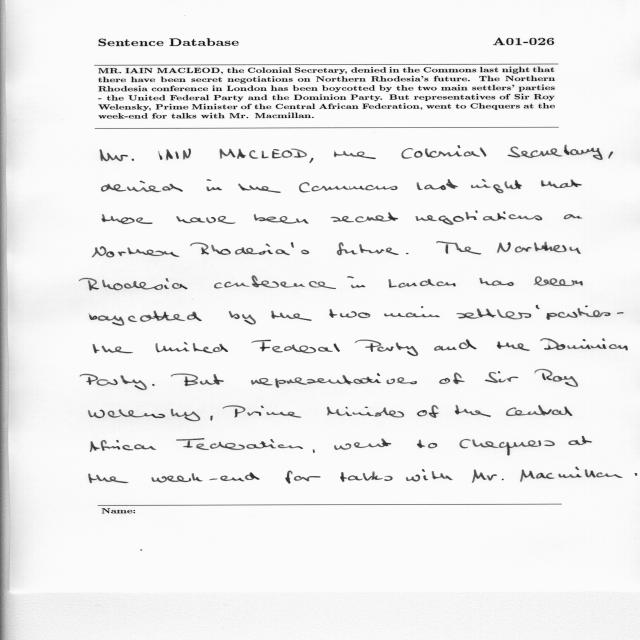 Sentence Database A01-026
MR. IAIN MACLEOD, the Colonial Secretary, denied in the Commons last night that
there have been secret negotiations on Northern Rhodesia's future. The Northern
Rhodesia conference in London has been boycotted by the two main settlers' parties
- the United Federal Party and the Dominion Party. But representatives of Sir Roy
Welensky, Prime Minister of the Central African Federation, went to Chequers at the
week-end for talks with Mr. Macmillan.
Mr. IAIN MACLEOD, the Colonial Secretary,
denied in the Commons last night that
there have been secret negotiations on
Northern Rhodesia's future. The Northern
Rhodesia conference in London has been
boycotted by the two main settlers' parties -
the United Federal Party and the Dominion
Party. But representatives of Sir Roy
Welensky, Prime Minister of the Central
African Federation, went to Chequers at
the week-end for talks with Mr. Macmillan.
Name: